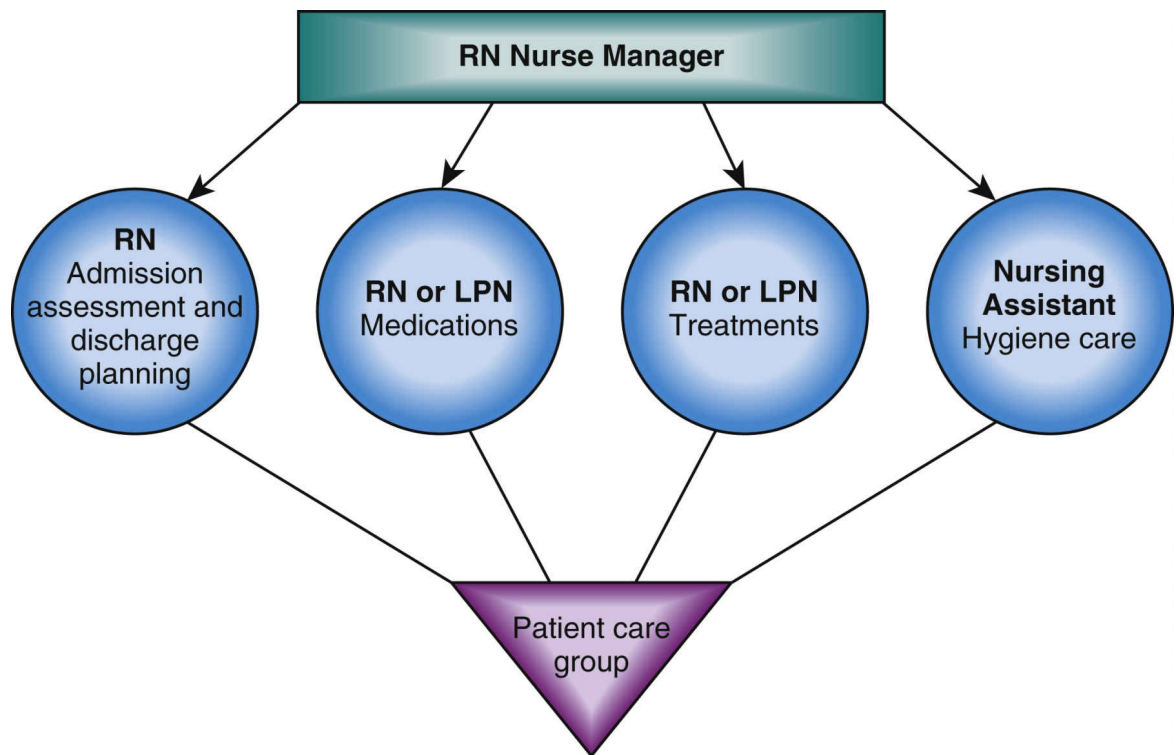 RN Nurse Manager
RN
Admission
assessment and
discharge
planning
RN or LPN
Medications
RN or LPN
Treatments
Nursing
Assistant
Hygiene care
Patient care
group